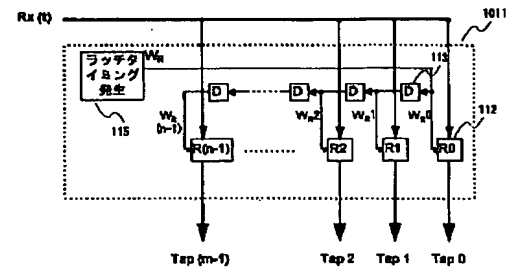 Rx (t)
1011
ラッチタ
イミング
発生
WR
113
D
D
D
D
115
WR
(n-1)
WR2
WR1
WR0
112
R(n-1)
R2
R1
R0
Tap (m-1)
Tap 2
Tap 1
Tap 0